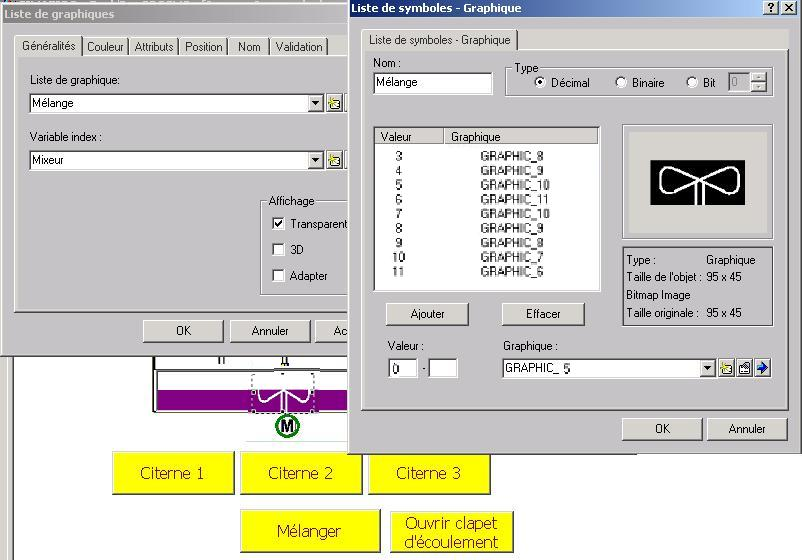 Liste de graphiques
Généralités Couleur Attributs Position Nom Validation
Liste de graphique:
Mélange
Variable index :
Mixeur
Affichage
Transparent
3D
Adapter
OK Annuler Ac
Liste de symboles - Graphique
Liste de symboles - Graphique
Nom :
Mélange
Type
Décimal Binaire Bit 0
Valeur Graphique
3 GRAPHIC_8
4 GRAPHIC_9
5 GRAPHIC_10
6 GRAPHIC_11
7 GRAPHIC_10
8 GRAPHIC_9
9 GRAPHIC_8
10 GRAPHIC_7
11 GRAPHIC_6
Type : Graphique
Taille de l'objet : 95 x 45
Bitmap Image
Taille originale : 95 x 45
Ajouter Effacer
Valeur : Graphique :
0 - GRAPHIC_ 5
OK Annuler
M
Citerne 1 Citerne 2 Citerne 3
Mélanger
Ouvrir clapet
d'écoulement